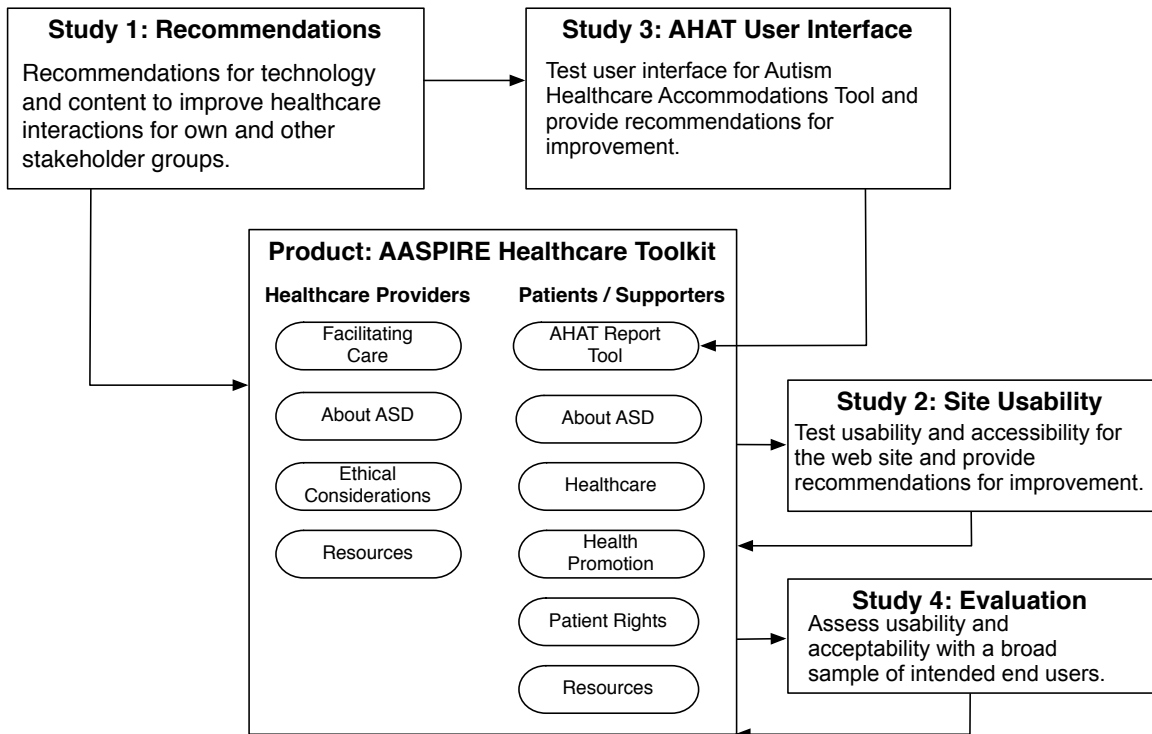 Study 1: Recommendations
Recommendations for technology
and content to improve healthcare
interactions for own and other
stakeholder groups.
Study 3: AHAT User Interface
Test user interface for Autism
Healthcare Accommodations Tool and
provide recommendations for
improvement.
Product: AASPIRE Healthcare Toolkit
Healthcare Providers
Facilitating
Care
About ASD
Ethical
Considerations
Resources
Patients / Supporters
AHAT Report
Tool
About ASD
Healthcare
Health
Promotion
Patient Rights
Resources
Study 2: Site Usability
Test usability and accessibility for
the web site and provide
recommendations for improvement.
Study 4: Evaluation
Assess usability and
acceptability with a broad
sample of intended end users.